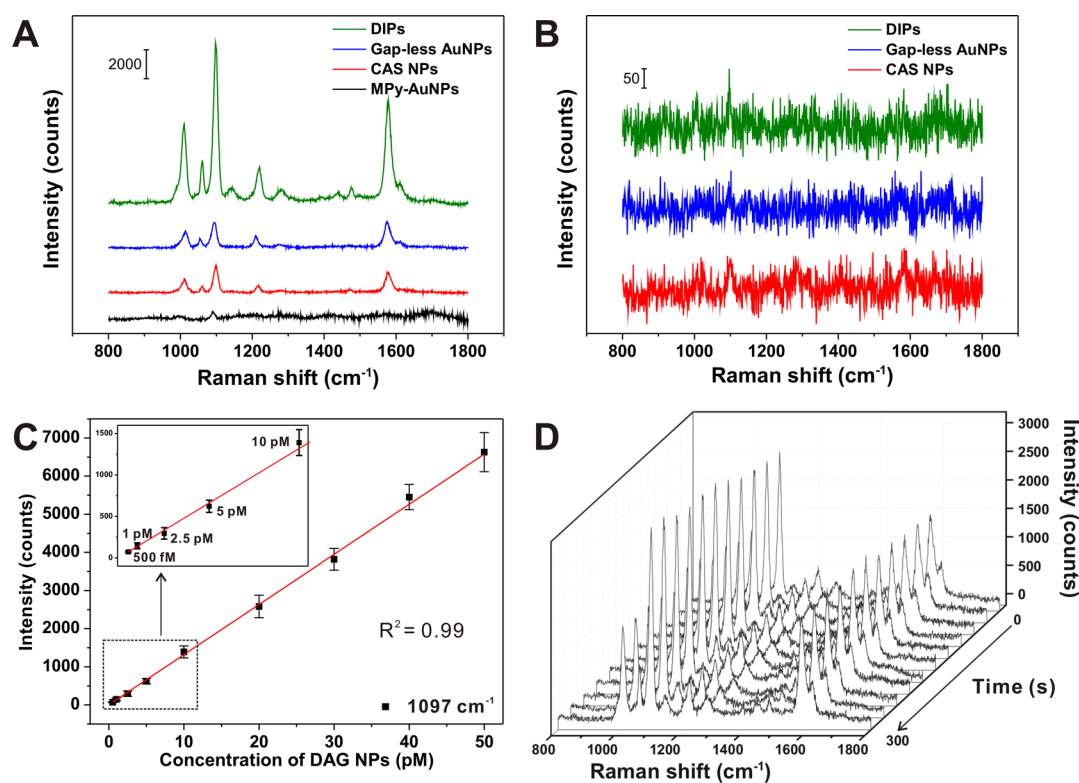 A
DIPs
Gap-less AuNPs
CAS NPs
MPy-AuNPs
2000
Intensity (counts)
800 1000 1200 1400 1600 1800
Raman shift (cm⁻¹)
B
DIPs
Gap-less AuNPs
CAS NPs
50
Intensity (counts)
800 1000 1200 1400 1600 1800
Raman shift (cm⁻¹)
C
7000
6000
5000
4000
3000
2000
1000
0
Intensity (counts)
1500
1000
500
0
10 pM
5 pM
1 pM
2.5 pM
500 fM
R² = 0.99
1097 cm⁻¹
0 10 20 30 40 50
Concentration of DAG NPs (pM)
D
3000
2500
2000
1500
1000
500
0
Intensity (counts)
0
Time (s)
300
800 1000 1200 1400 1600 1800
Raman shift (cm⁻¹)